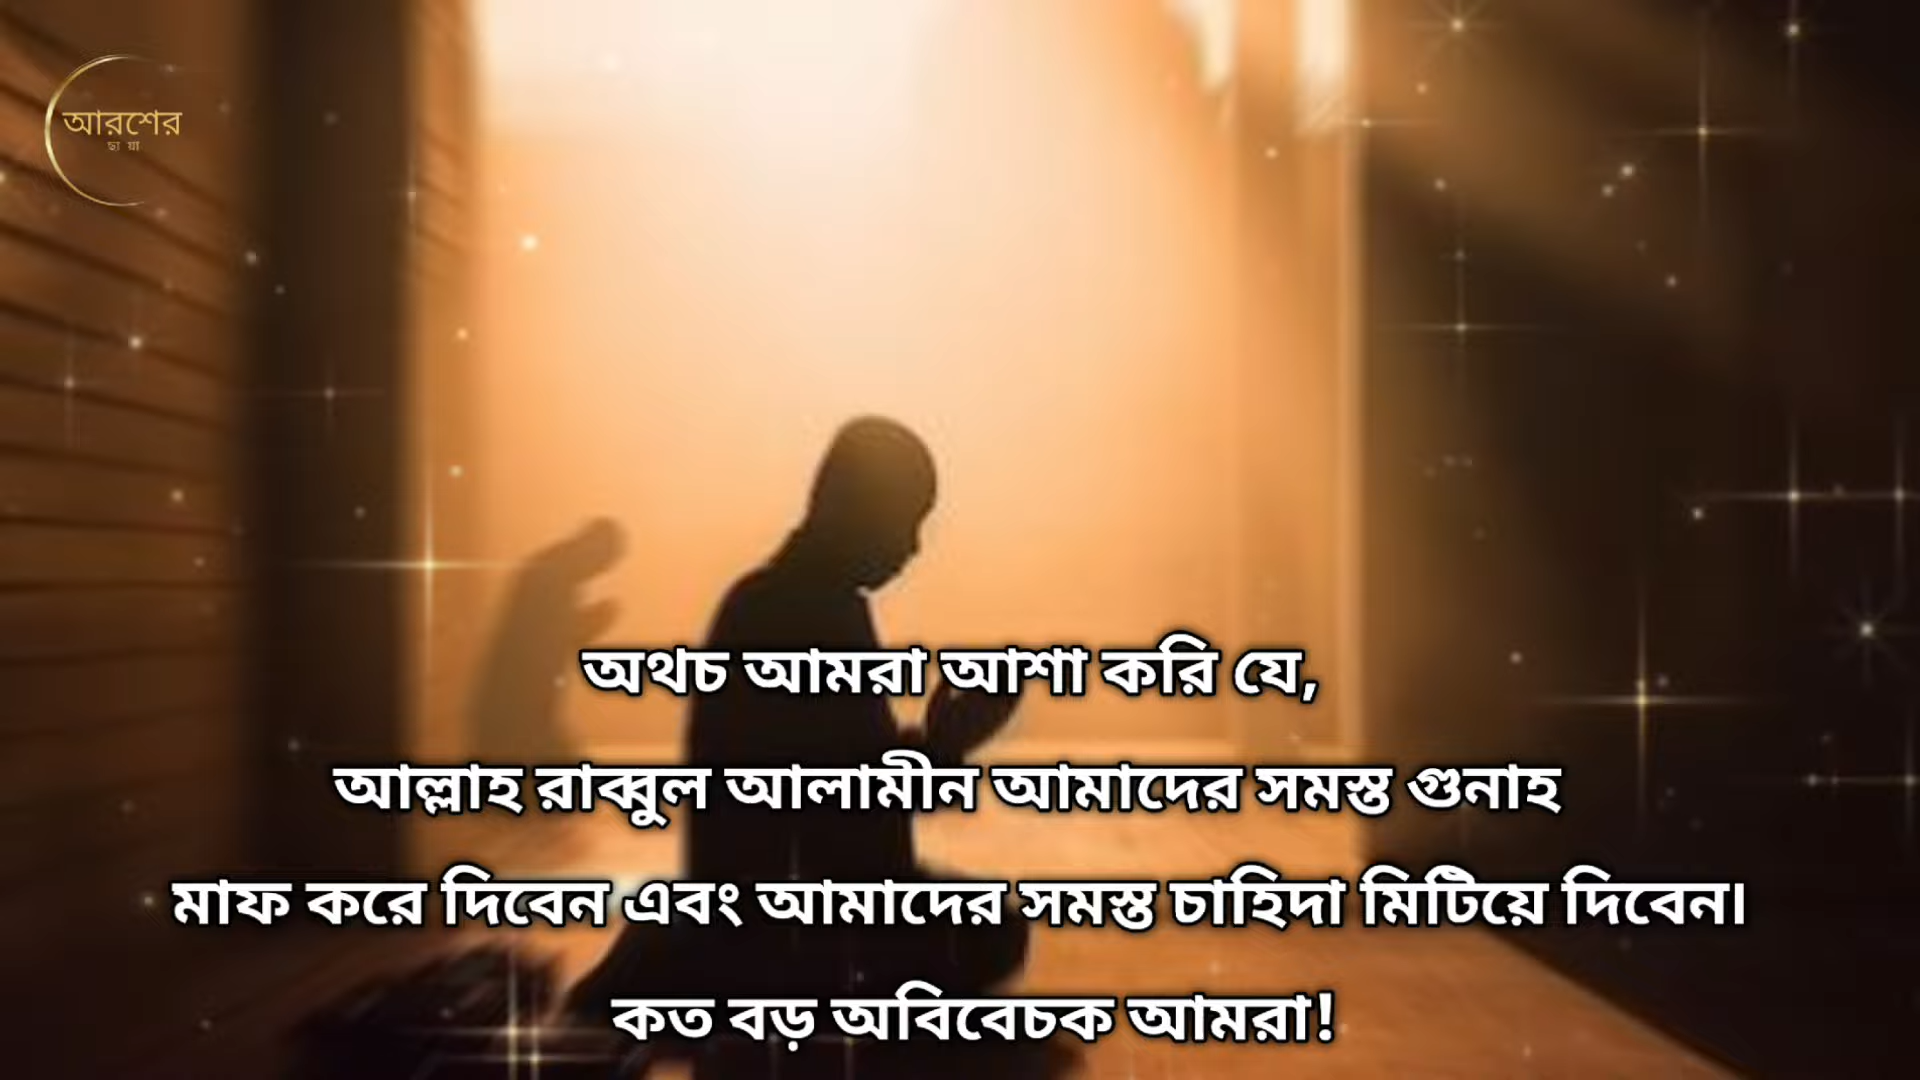 আরশের
ছা য়া
অথচ আমরা আশা করি যে,
আল্লাহ রাব্বুল আলামীন আমাদের সমস্ত গুনাহ
মাফ করে দিবেন এবং আমাদের সমস্ত চাহিদা মিটিয়ে দিবেন।
কত বড় অবিবেচক আমরা!